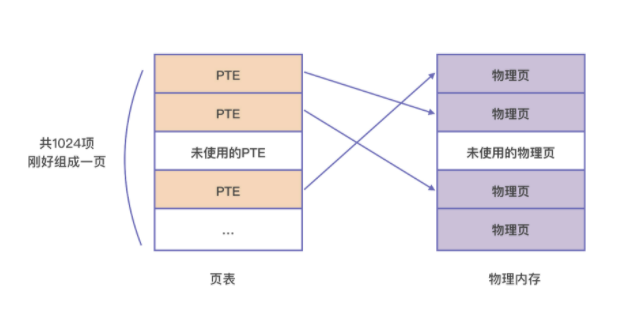 共1024项
刚好组成一页
PTE
PTE
未使用的PTE
PTE
...
页表
物理页
物理页
未使用的物理页
物理页
物理页
物理内存